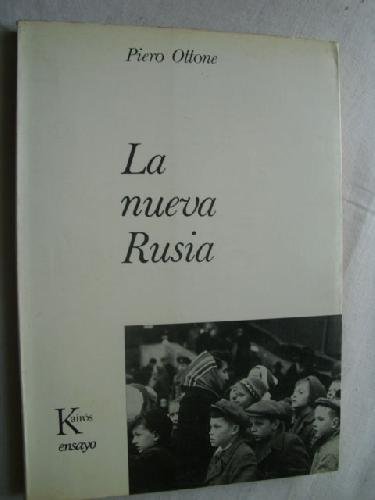 Piero Ottone
La
nueva
Rusia
Kairós
ensayo